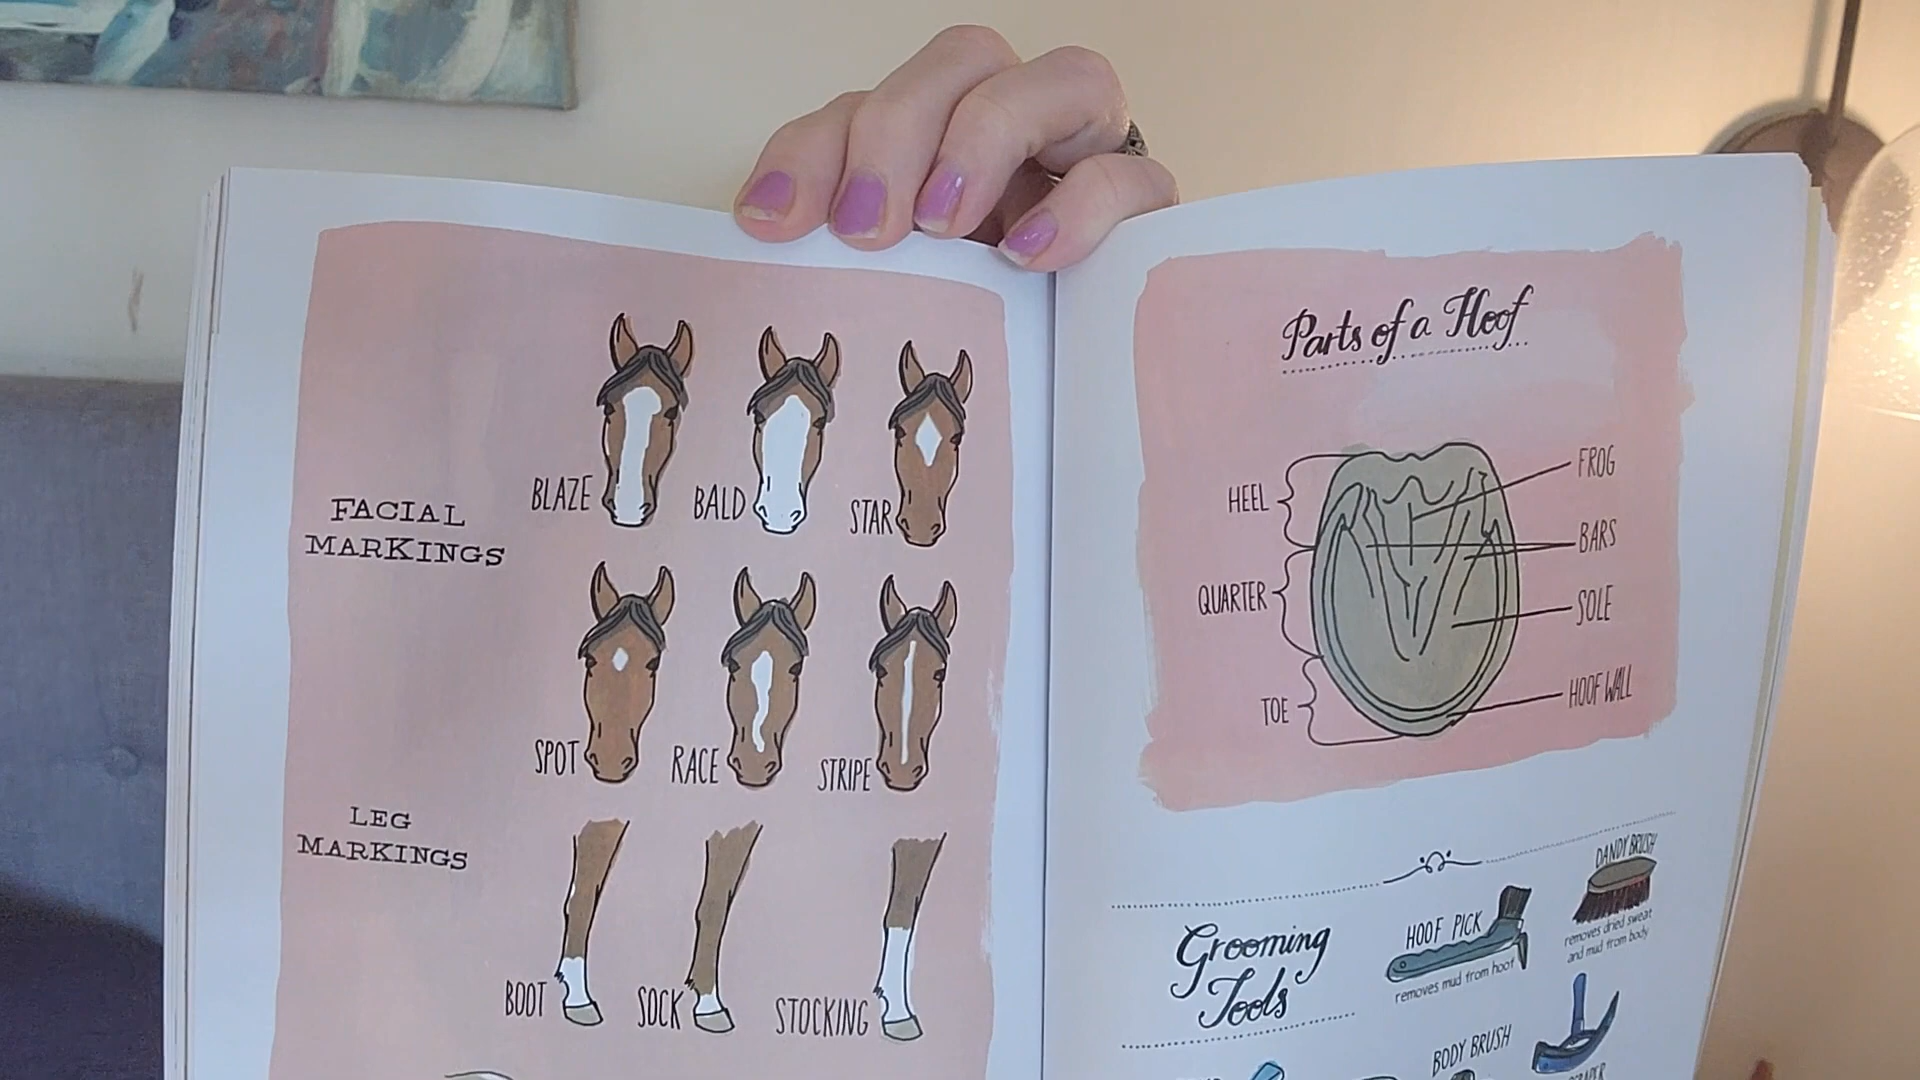 FACIAL
MARKINGS
BLAZE
BALD
STAR
SPOT
RACE
STRIPE
LEG
MARKINGS
BOOT
SOCK
STOCKING
Parts of a Hoof
HEEL
QUARTER
TOE
FROG
BARS
SOLE
HOOF WALL
Grooming
Tools
HOOF PICK
removes mud from hoof
DANDY BRUSH
removes dried sweat
and mud from body
BODY BRUSH